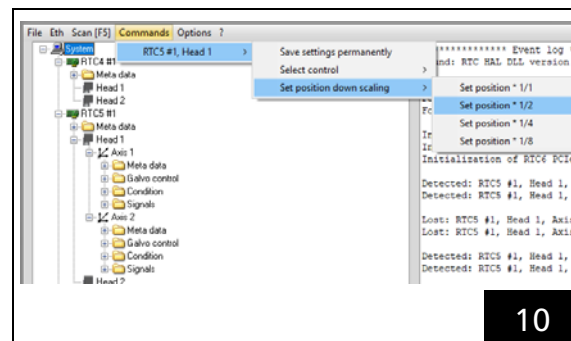 File Eth Scan [F5] Commands Options ?
System
RTC4 #1
Meta data
Head 1
Head 2
RTC5 #1
Meta data
Head 1
Axis 1
Meta data
Galvo control
Condition
Signals
Axis 2
Meta data
Galvo control
Condition
Signals
Head 2
RTC5 #1, Head 1
Save settings permanently
Select control
Set position down scaling
Set position * 1/1
Set position * 1/2
Set position * 1/4
Set position * 1/8
************ Event log
und: RTC HAL DLL version
Initialization of RTC6 PCIe
Detected: RTC5 #1, Head 1,
Detected: RTC5 #1, Head 1,
Lost: RTC5 #1, Head 1, Axis
Lost: RTC5 #1, Head 1, Axis
Detected: RTC5 #1, Head 1,
Detected: RTC5 #1, Head 1,
10